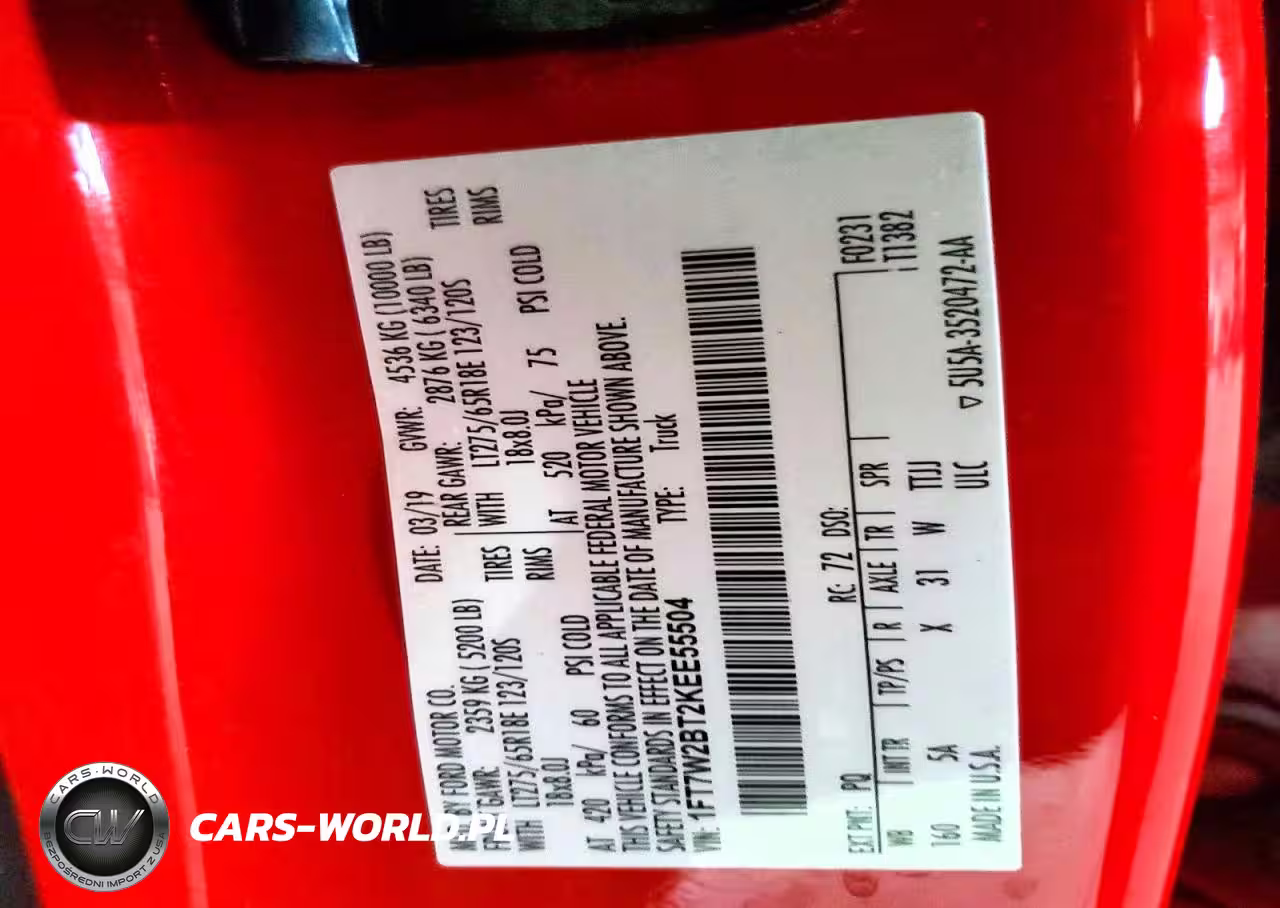 DATE: 03/19 GVWR: 4536 KG (10000 LB)
FORD MOTOR CO.
GAWR: 2359 KG ( 5200 LB) REAR GAWR: 2876 KG ( 6340 LB)
WITH LT275/65R18E 123/120S TIRES WITH LT275/65R18E 123/120S TIRES
18x8.0J RIMS 18x8.0J RIMS
AT 420 kPa/ 60 PSI COLD AT 520 kPa/ 75 PSI COLD
THIS VEHICLE CONFORMS TO ALL APPLICABLE FEDERAL MOTOR VEHICLE
SAFETY STANDARDS IN EFFECT ON THE DATE OF MANUFACTURE SHOWN ABOVE.
VIN: 1FT7W2BT2KEE55504 TYPE: Truck
EXT PNT: PQ RC: 72 DSO: F0231
WB INT TR TP/PS R AXLE TR SPR T1382
160 5A X 31 W TTJJ
MADE IN U.S.A. ULC ▽ 5U5A-3520472-AA
CARS-WORLD
CW
BEZPOŚREDNI IMPORT Z USA
CARS-WORLD.PL